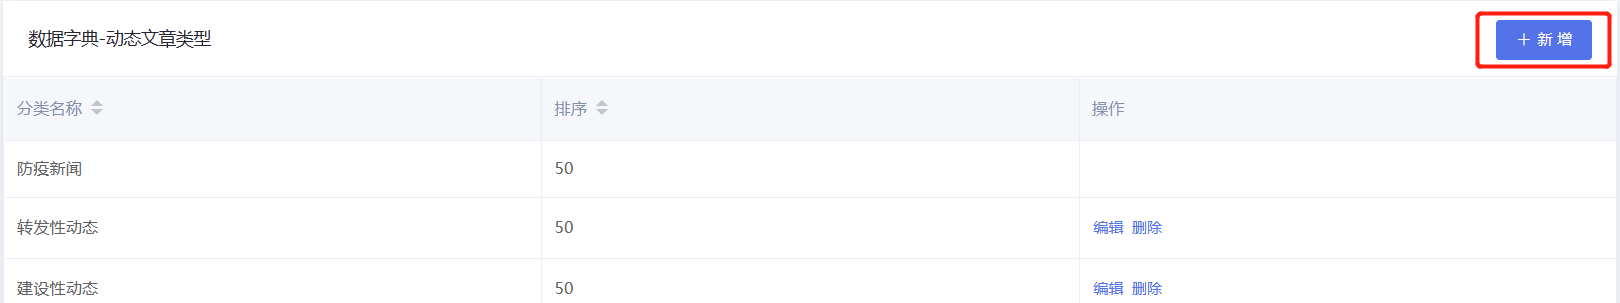 数据字典-动态文章类型
+ 新 增
分类名称 排序 操作
防疫新闻 50
转发性动态 50 编辑 删除
建设性动态 50 编辑 删除